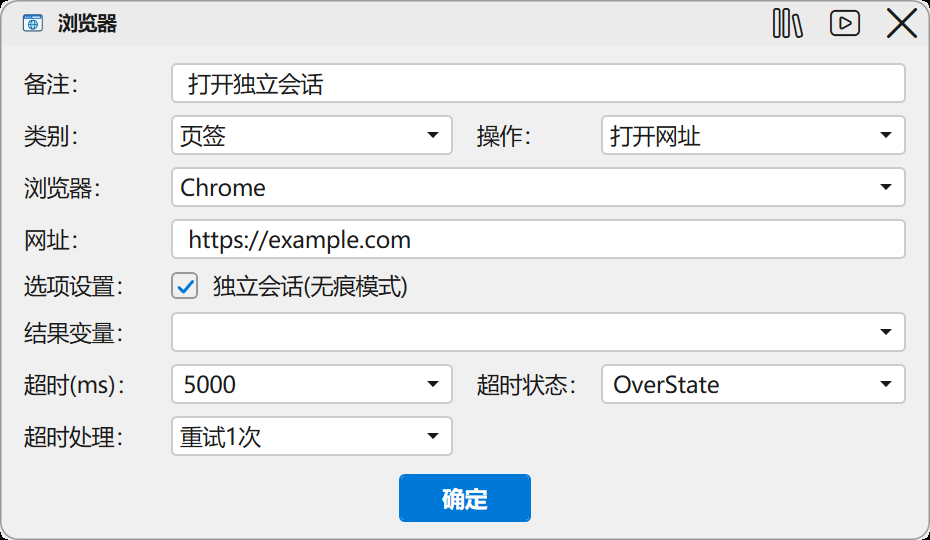 浏览器
备注： 打开独立会话
类别： 页签 操作： 打开网址
浏览器： Chrome
网址： https://example.com
选项设置： 独立会话(无痕模式)
结果变量：
超时(ms)： 5000 超时状态： OverState
超时处理： 重试1次
确定